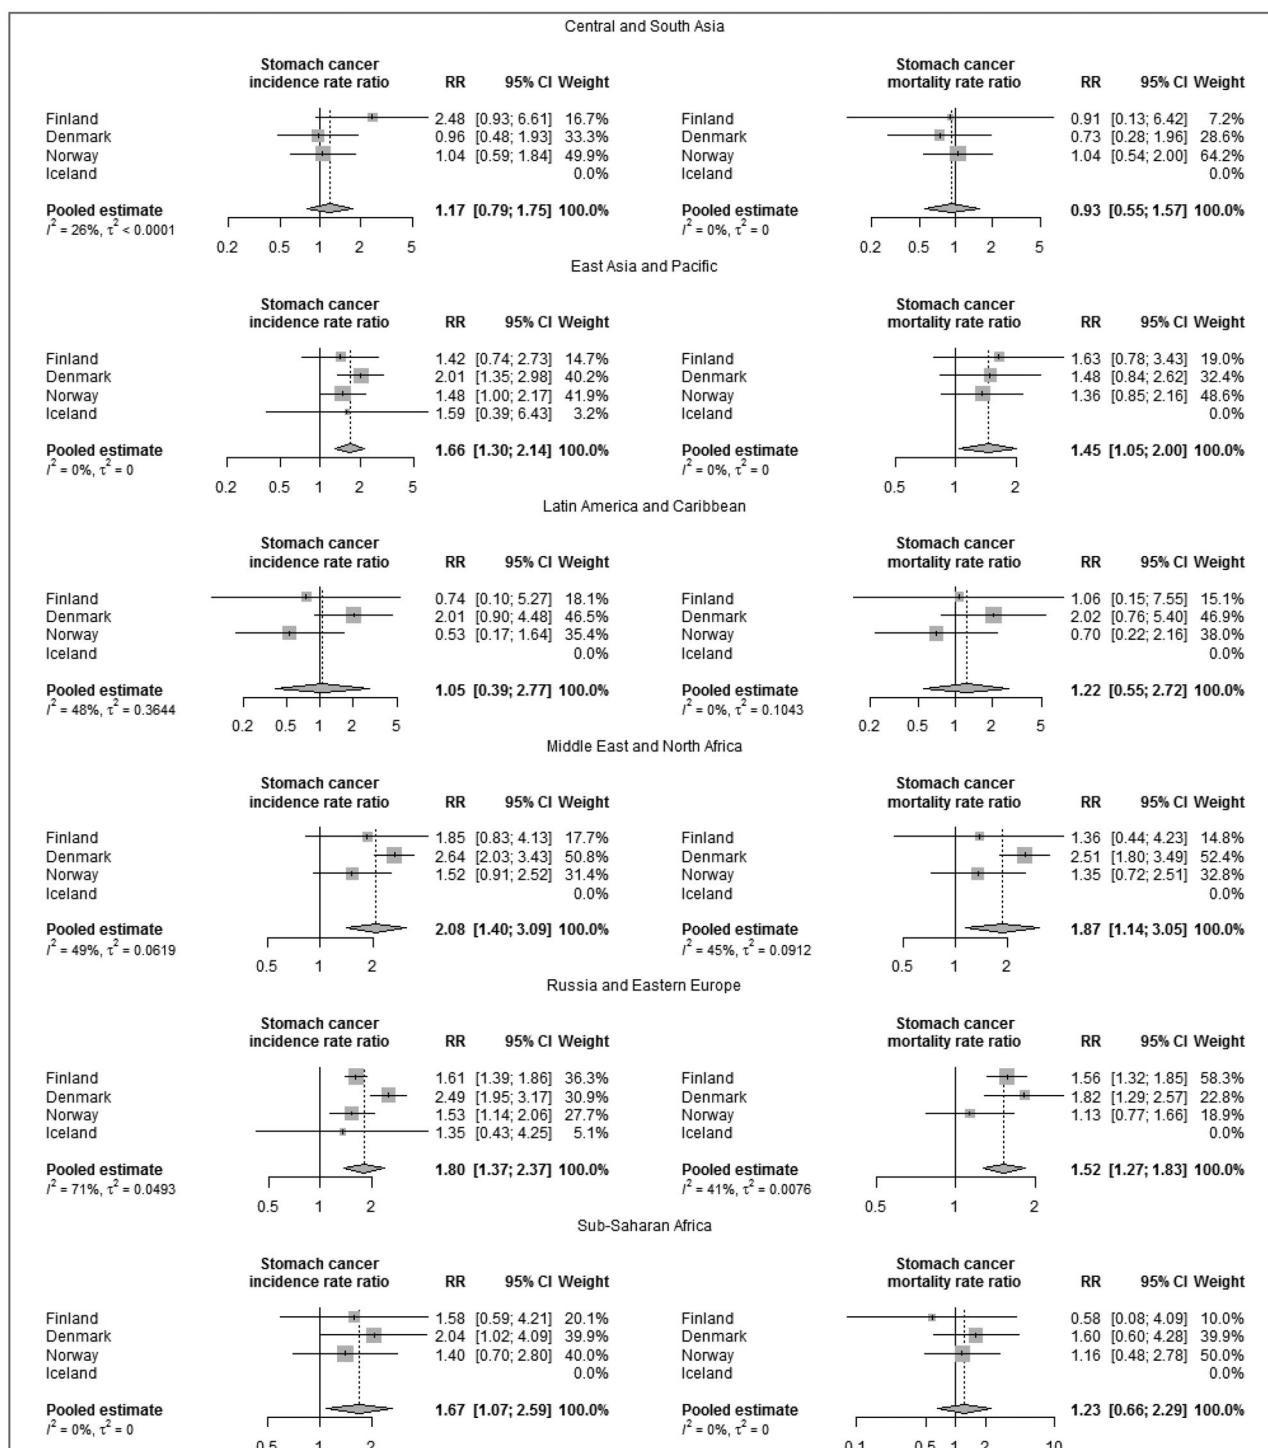 Central and South Asia
Stomach cancer
incidence rate ratio RR 95% CI Weight
Finland 2.48 [0.93; 6.61] 16.7%
Denmark 0.96 [0.48; 1.93] 33.3%
Norway 1.04 [0.59; 1.84] 49.9%
Iceland 0.0%
Pooled estimate 1.17 [0.79; 1.75] 100.0%
I² = 26%, τ² < 0.0001
0.2 0.5 1 2 5
Stomach cancer
mortality rate ratio RR 95% CI Weight
Finland 0.91 [0.13; 6.42] 7.2%
Denmark 0.73 [0.28; 1.96] 28.6%
Norway 1.04 [0.54; 2.00] 64.2%
Iceland 0.0%
Pooled estimate 0.93 [0.55; 1.57] 100.0%
I² = 0%, τ² = 0
0.2 0.5 1 2 5
East Asia and Pacific
Stomach cancer
incidence rate ratio RR 95% CI Weight
Finland 1.42 [0.74; 2.73] 14.7%
Denmark 2.01 [1.35; 2.98] 40.2%
Norway 1.48 [1.00; 2.17] 41.9%
Iceland 1.59 [0.39; 6.43] 3.2%
Pooled estimate 1.66 [1.30; 2.14] 100.0%
I² = 0%, τ² = 0
0.2 0.5 1 2 5
Stomach cancer
mortality rate ratio RR 95% CI Weight
Finland 1.63 [0.78; 3.43] 19.0%
Denmark 1.48 [0.84; 2.62] 32.4%
Norway 1.36 [0.85; 2.16] 48.6%
Iceland 0.0%
Pooled estimate 1.45 [1.05; 2.00] 100.0%
I² = 0%, τ² = 0
0.5 1 2
Latin America and Caribbean
Stomach cancer
incidence rate ratio RR 95% CI Weight
Finland 0.74 [0.10; 5.27] 18.1%
Denmark 2.01 [0.90; 4.48] 46.5%
Norway 0.53 [0.17; 1.64] 35.4%
Iceland 0.0%
Pooled estimate 1.05 [0.39; 2.77] 100.0%
I² = 48%, τ² = 0.3644
0.2 0.5 1 2 5
Stomach cancer
mortality rate ratio RR 95% CI Weight
Finland 1.06 [0.15; 7.55] 15.1%
Denmark 2.02 [0.76; 5.40] 46.9%
Norway 0.70 [0.22; 2.16] 38.0%
Iceland 0.0%
Pooled estimate 1.22 [0.55; 2.72] 100.0%
I² = 0%, τ² = 0.1043
0.2 0.5 1 2 5
Middle East and North Africa
Stomach cancer
incidence rate ratio RR 95% CI Weight
Finland 1.85 [0.83; 4.13] 17.7%
Denmark 2.64 [2.03; 3.43] 50.8%
Norway 1.52 [0.91; 2.52] 31.4%
Iceland 0.0%
Pooled estimate 2.08 [1.40; 3.09] 100.0%
I² = 49%, τ² = 0.0619
0.5 1 2
Stomach cancer
mortality rate ratio RR 95% CI Weight
Finland 1.36 [0.44; 4.23] 14.8%
Denmark 2.51 [1.80; 3.49] 52.4%
Norway 1.35 [0.72; 2.51] 32.8%
Iceland 0.0%
Pooled estimate 1.87 [1.14; 3.05] 100.0%
I² = 45%, τ² = 0.0912
0.5 1 2
Russia and Eastern Europe
Stomach cancer
incidence rate ratio RR 95% CI Weight
Finland 1.61 [1.39; 1.86] 36.3%
Denmark 2.49 [1.95; 3.17] 30.9%
Norway 1.53 [1.14; 2.06] 27.7%
Iceland 1.35 [0.43; 4.25] 5.1%
Pooled estimate 1.80 [1.37; 2.37] 100.0%
I² = 71%, τ² = 0.0493
0.5 1 2
Stomach cancer
mortality rate ratio RR 95% CI Weight
Finland 1.56 [1.32; 1.85] 58.3%
Denmark 1.82 [1.29; 2.57] 22.8%
Norway 1.13 [0.77; 1.66] 18.9%
Iceland 0.0%
Pooled estimate 1.52 [1.27; 1.83] 100.0%
I² = 41%, τ² = 0.0076
0.5 1 2
Sub-Saharan Africa
Stomach cancer
incidence rate ratio RR 95% CI Weight
Finland 1.58 [0.59; 4.21] 20.1%
Denmark 2.04 [1.02; 4.09] 39.9%
Norway 1.40 [0.70; 2.80] 40.0%
Iceland 0.0%
Pooled estimate 1.67 [1.07; 2.59] 100.0%
I² = 0%, τ² = 0
0.5 1 2
Stomach cancer
mortality rate ratio RR 95% CI Weight
Finland 0.58 [0.08; 4.09] 10.0%
Denmark 1.60 [0.60; 4.28] 39.9%
Norway 1.16 [0.48; 2.78] 50.0%
Iceland 0.0%
Pooled estimate 1.23 [0.66; 2.29] 100.0%
I² = 0%, τ² = 0
0.1 0.5 1 2 10